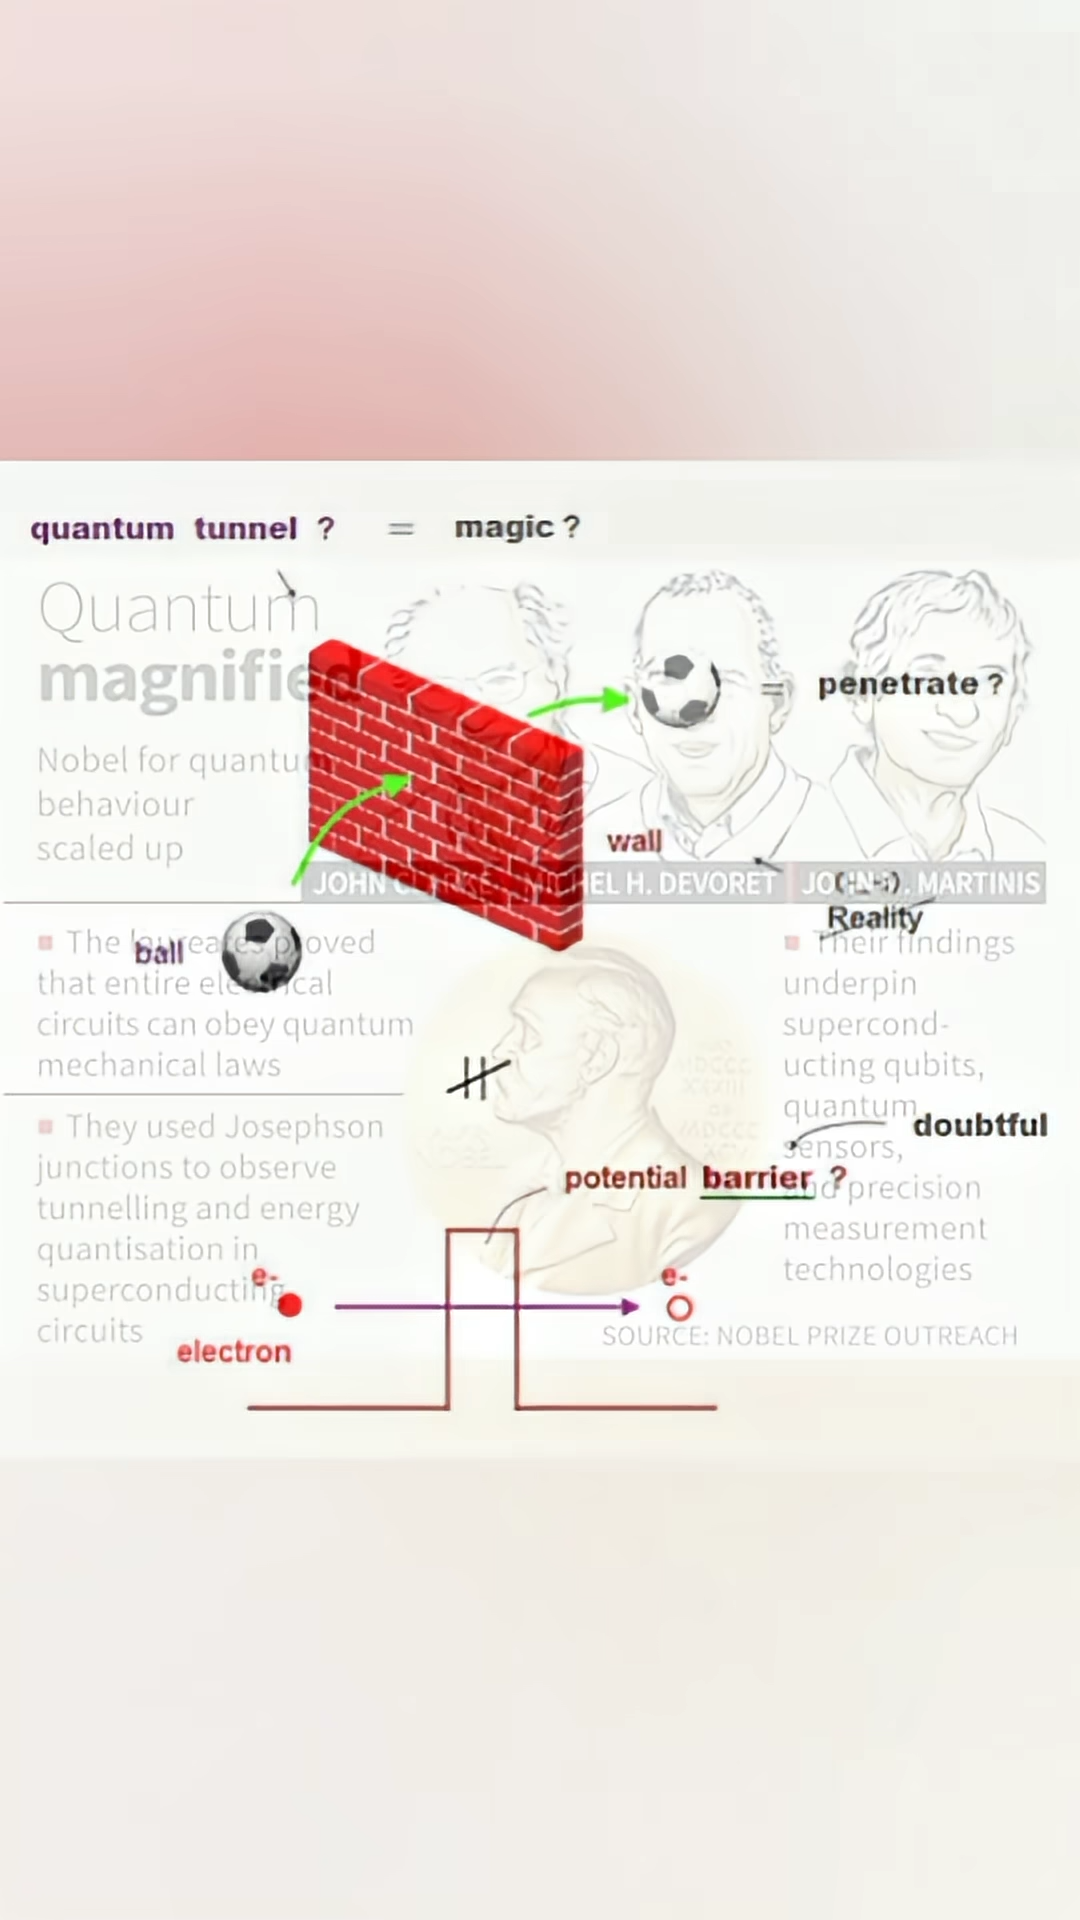 quantum tunnel ? = magic ?
Quantum
magnified
= penetrate ?
Nobel for quantum
behaviour
scaled up
wall
JOHN CLARKE MICHEL H. DEVORET JOHN M. MARTINIS
Reality
ball
The laureates proved
that entire electrical
circuits can obey quantum
mechanical laws
Their findings
underpin
supercond-
ucting qubits,
quantum
sensors,
and precision
measurement
technologies
doubtful
They used Josephson
junctions to observe
tunnelling and energy
quantisation in
superconducting
circuits
potential barrier ?
e-
e-
electron
SOURCE: NOBEL PRIZE OUTREACH